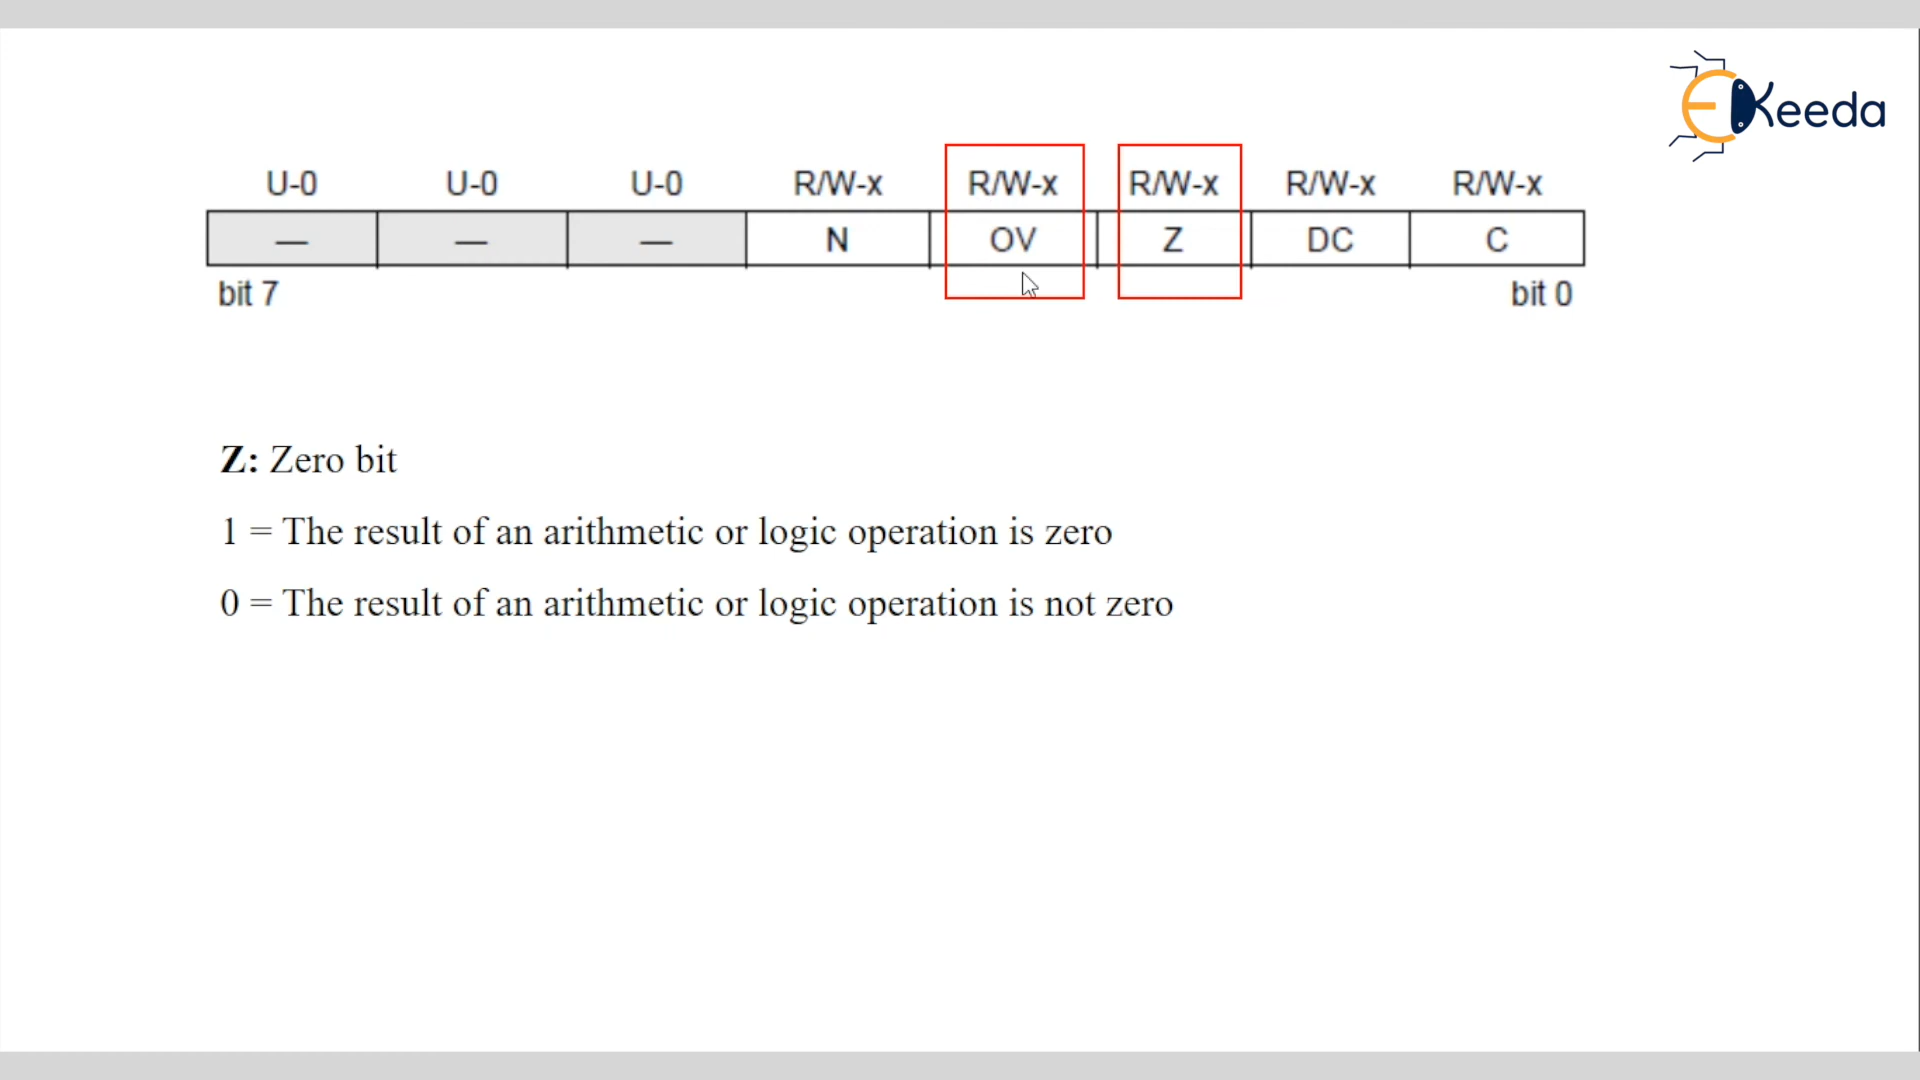 EKeeda
U-0 U-0 U-0 R/W-x R/W-x R/W-x R/W-x R/W-x
— — — N OV Z DC C
bit 7 bit 0
Z: Zero bit
1 = The result of an arithmetic or logic operation is zero
0 = The result of an arithmetic or logic operation is not zero